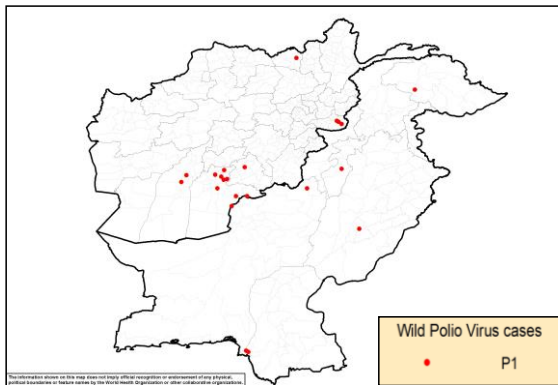 Wild Polio Virus cases
P1
The information shown on this map does not imply official recognition or endorsement of any physical,
political boundaries or feature names by the World Health Organization or other collaborative organizations.